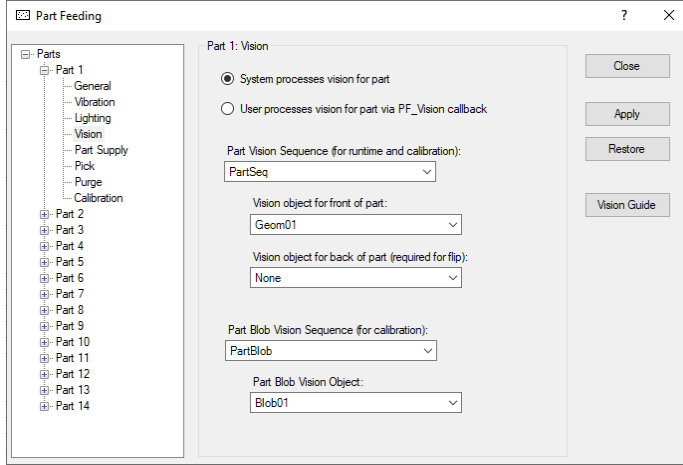 Part Feeding
?
Parts
Part 1
General
Vibration
Lighting
Vision
Part Supply
Pick
Purge
Calibration
Part 2
Part 3
Part 4
Part 5
Part 6
Part 7
Part 8
Part 9
Part 10
Part 11
Part 12
Part 13
Part 14
Part 1: Vision
System processes vision for part
User processes vision for part via PF_Vision callback
Part Vision Sequence (for runtime and calibration):
PartSeq
Vision object for front of part:
Geom01
Vision object for back of part (required for flip):
None
Part Blob Vision Sequence (for calibration):
PartBlob
Part Blob Vision Object:
Blob01
Close
Apply
Restore
Vision Guide